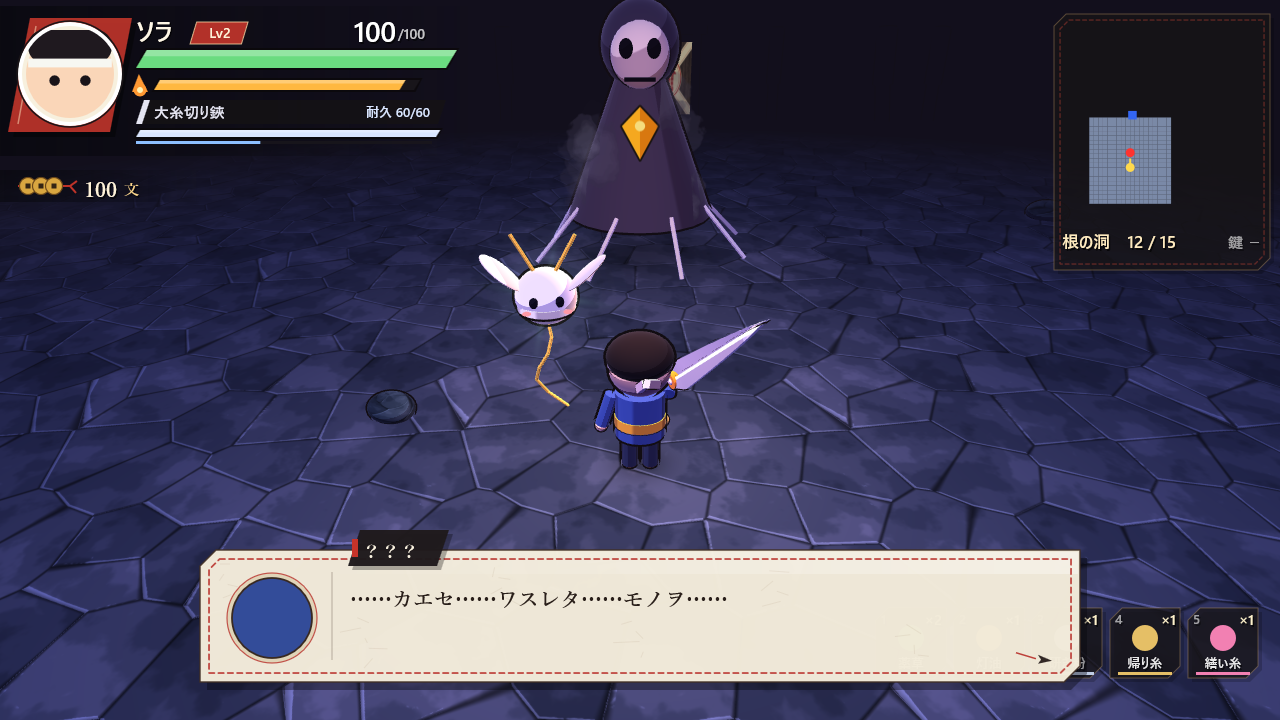 ソラ Lv2 100/100
大糸切り鋏 耐久 60/60
100 文
根の洞 12 / 15 鍵 –
？？？
……カエセ……ワスレタ……モノヲ……
×1 4 ×1 5 ×1
帰り糸 繕い糸